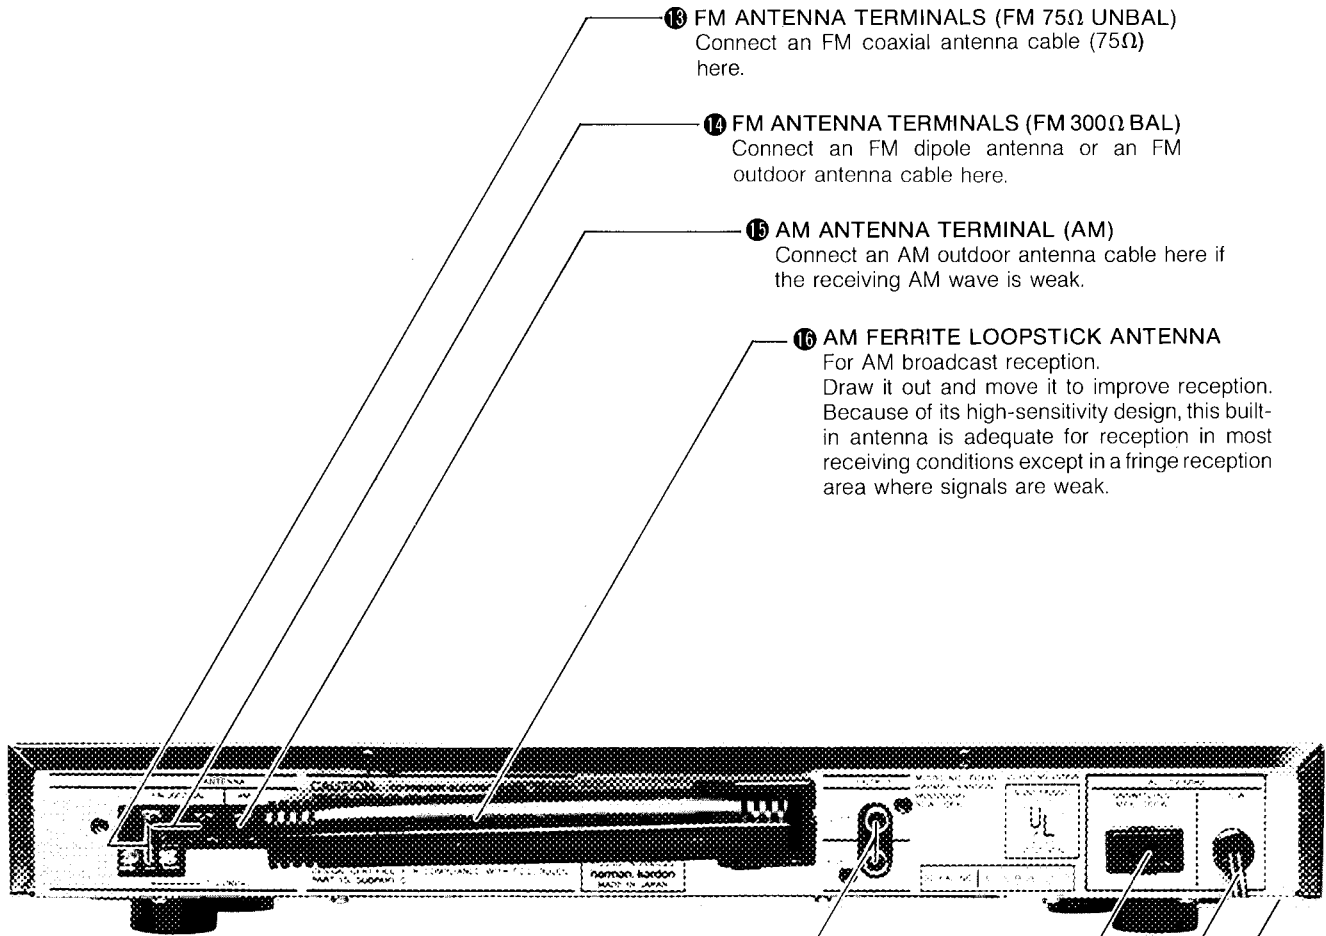 ⓭ FM ANTENNA TERMINALS (FM 75Ω UNBAL)
Connect an FM coaxial antenna cable (75Ω)
here.
⓮ FM ANTENNA TERMINALS (FM 300Ω BAL)
Connect an FM dipole antenna or an FM
outdoor antenna cable here.
⓯ AM ANTENNA TERMINAL (AM)
Connect an AM outdoor antenna cable here if
the receiving AM wave is weak.
⓰ AM FERRITE LOOPSTICK ANTENNA
For AM broadcast reception.
Draw it out and move it to improve reception.
Because of its high-sensitivity design, this built-
in antenna is adequate for reception in most
receiving conditions except in a fringe reception
area where signals are weak.
ANTENNA
AM
CAUTION
UL
harman/kardon
MADE IN JAPAN